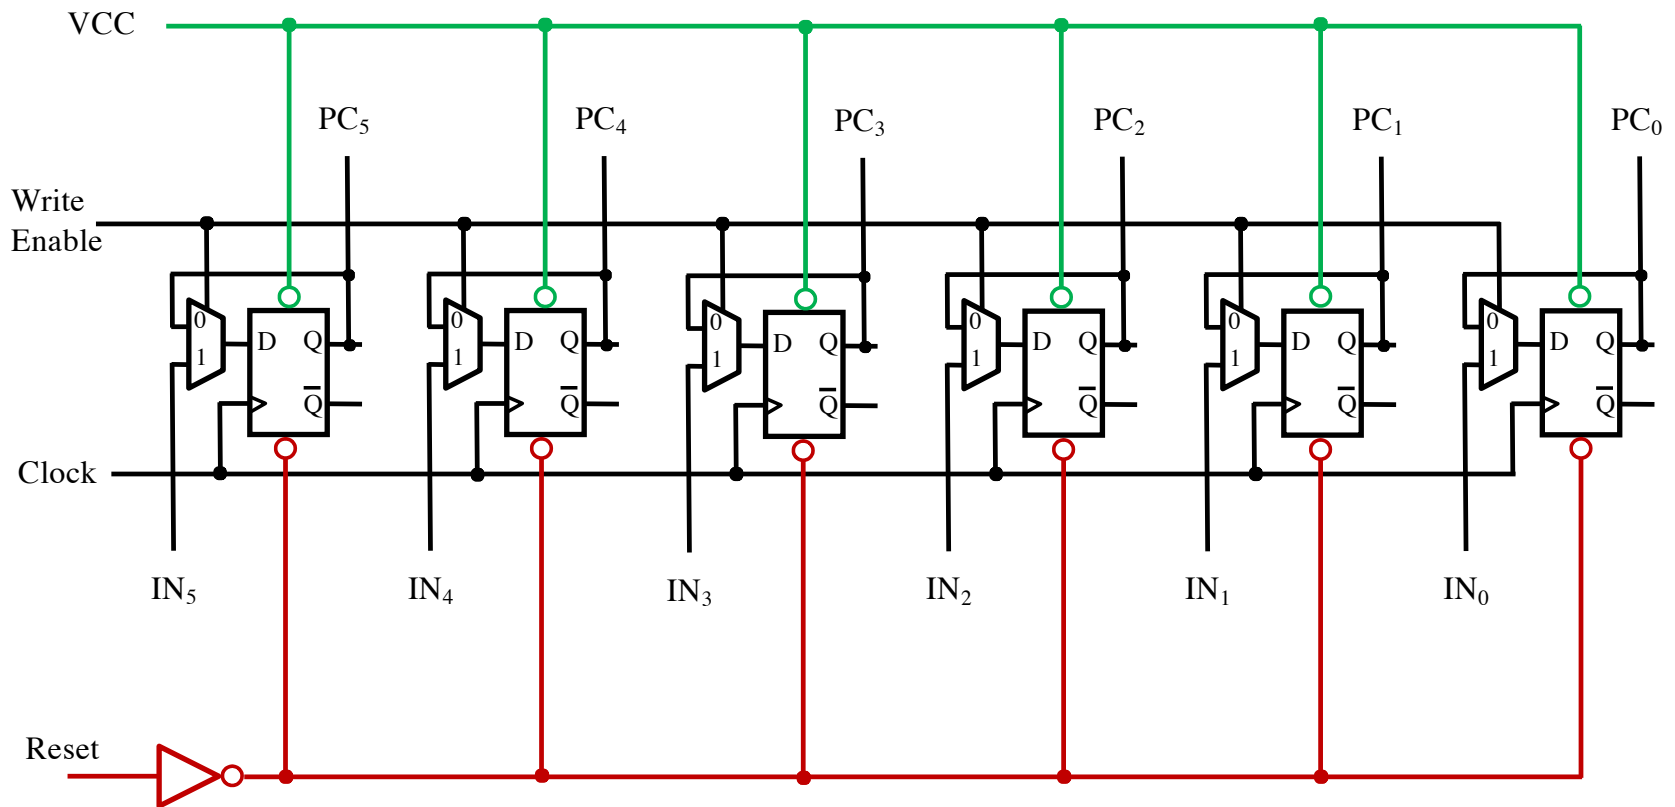 VCC
PC5 PC4 PC3 PC2 PC1 PC0
Write
Enable
0 0 0 0 0 0
D Q D Q D Q D Q D Q D Q
1 1 1 1 1 1
Q̅ Q̅ Q̅ Q̅ Q̅ Q̅
Clock
IN5 IN4 IN3 IN2 IN1 IN0
Reset